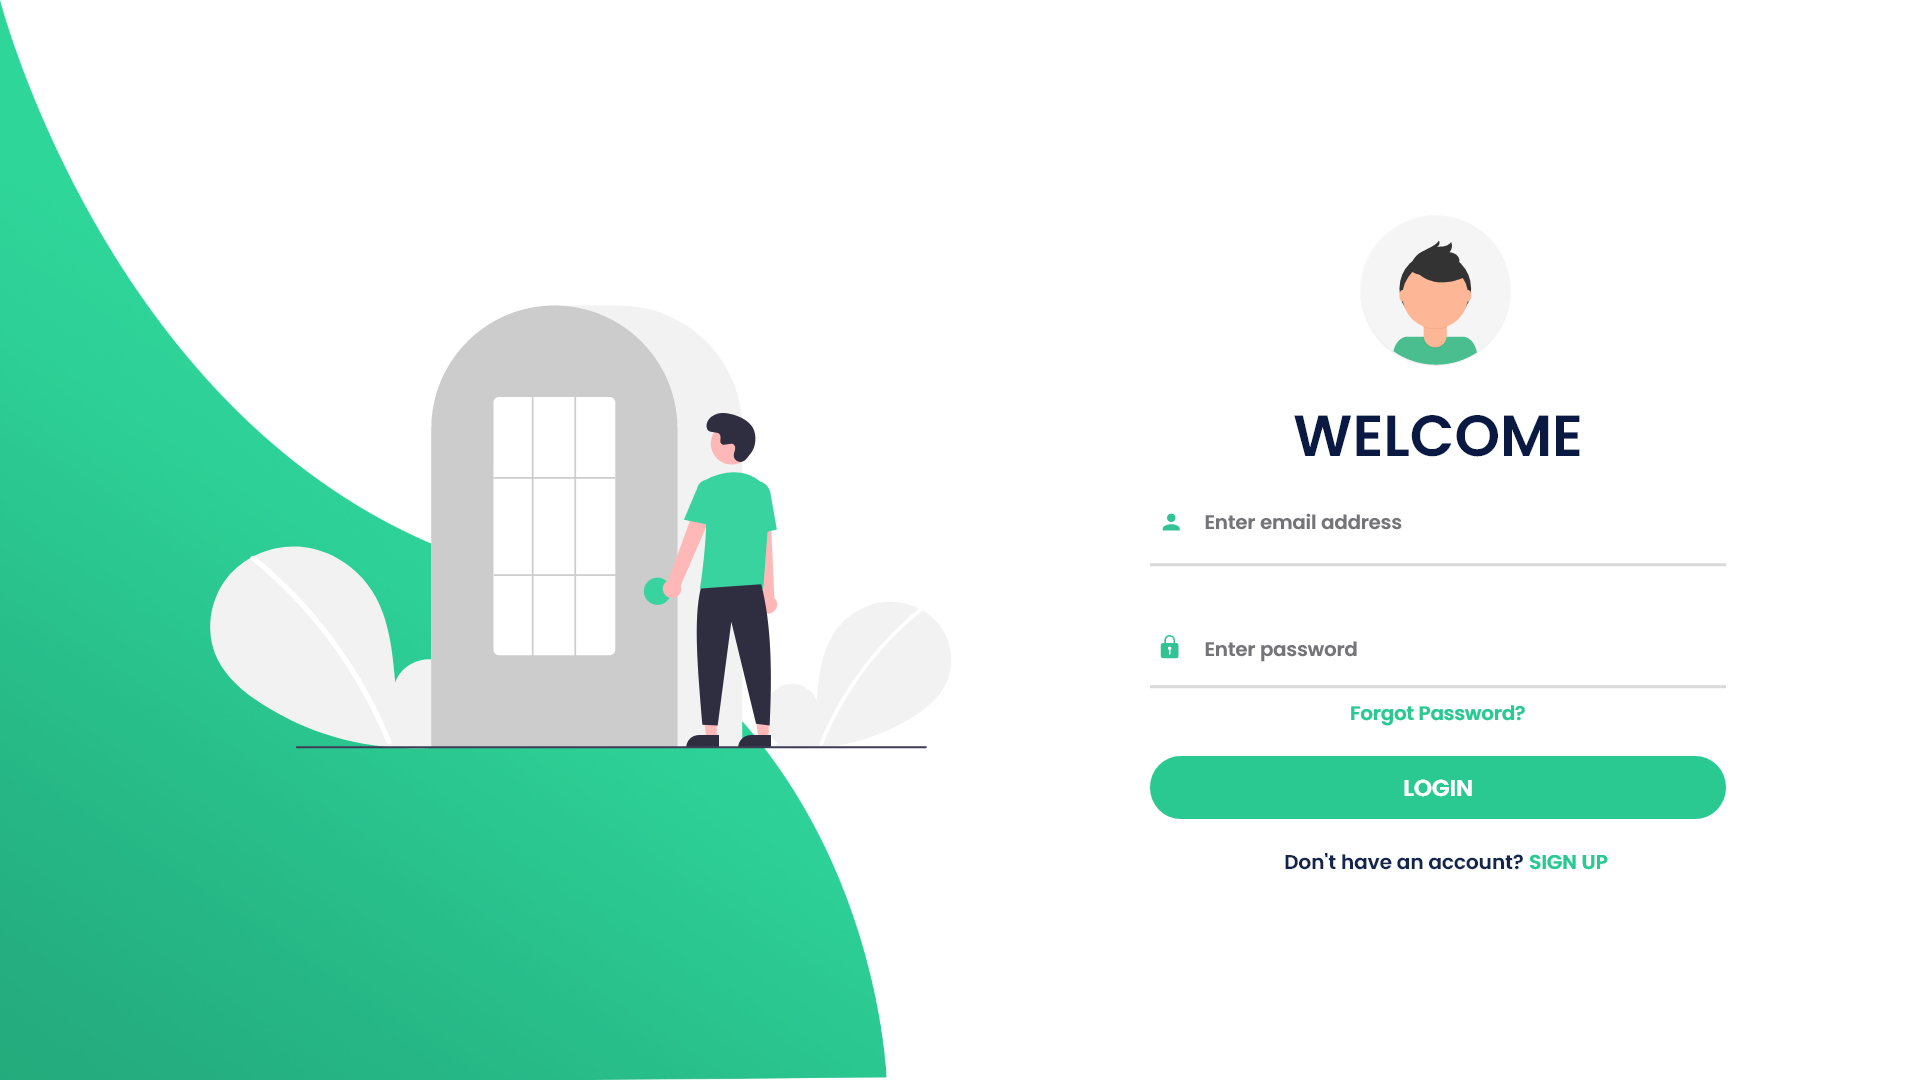 WELCOME
Enter email address
Enter password
Forgot Password?
LOGIN
Don't have an account? SIGN UP